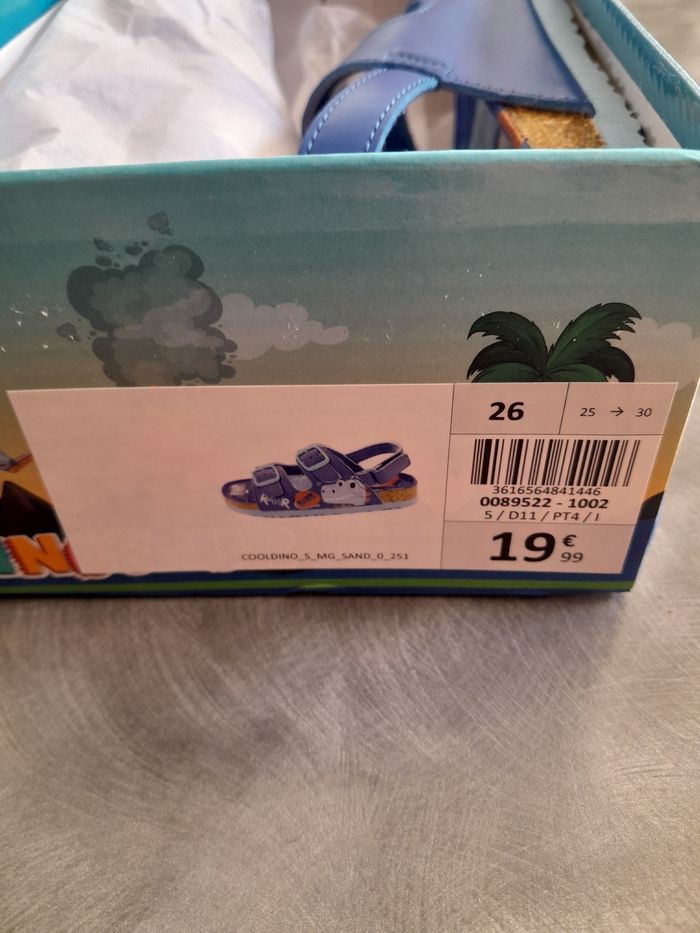 26
25 → 30
3616564841446
0089522 - 1002
5 / D11 / PT4 / I
19 €
99
COOLDINO_S_MG_SAND_0_251